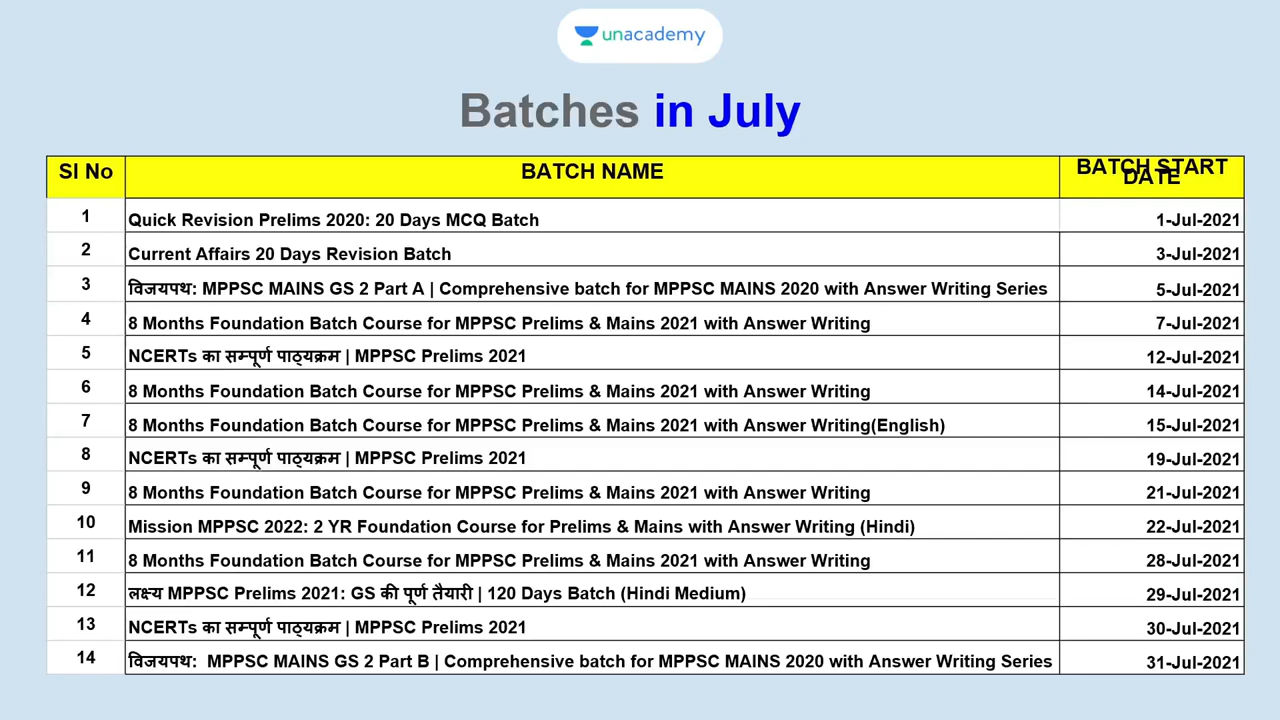 unacademy
Batches in July
SI No BATCH NAME BATCH START DATE
1 Quick Revision Prelims 2020: 20 Days MCQ Batch 1-Jul-2021
2 Current Affairs 20 Days Revision Batch 3-Jul-2021
3 विजयपथ: MPPSC MAINS GS 2 Part A | Comprehensive batch for MPPSC MAINS 2020 with Answer Writing Series 5-Jul-2021
4 8 Months Foundation Batch Course for MPPSC Prelims & Mains 2021 with Answer Writing 7-Jul-2021
5 NCERTs का सम्पूर्ण पाठ्यक्रम | MPPSC Prelims 2021 12-Jul-2021
6 8 Months Foundation Batch Course for MPPSC Prelims & Mains 2021 with Answer Writing 14-Jul-2021
7 8 Months Foundation Batch Course for MPPSC Prelims & Mains 2021 with Answer Writing(English) 15-Jul-2021
8 NCERTs का सम्पूर्ण पाठ्यक्रम | MPPSC Prelims 2021 19-Jul-2021
9 8 Months Foundation Batch Course for MPPSC Prelims & Mains 2021 with Answer Writing 21-Jul-2021
10 Mission MPPSC 2022: 2 YR Foundation Course for Prelims & Mains with Answer Writing (Hindi) 22-Jul-2021
11 8 Months Foundation Batch Course for MPPSC Prelims & Mains 2021 with Answer Writing 28-Jul-2021
12 लक्ष्य MPPSC Prelims 2021: GS की पूर्ण तैयारी | 120 Days Batch (Hindi Medium) 29-Jul-2021
13 NCERTs का सम्पूर्ण पाठ्यक्रम | MPPSC Prelims 2021 30-Jul-2021
14 विजयपथ: MPPSC MAINS GS 2 Part B | Comprehensive batch for MPPSC MAINS 2020 with Answer Writing Series 31-Jul-2021